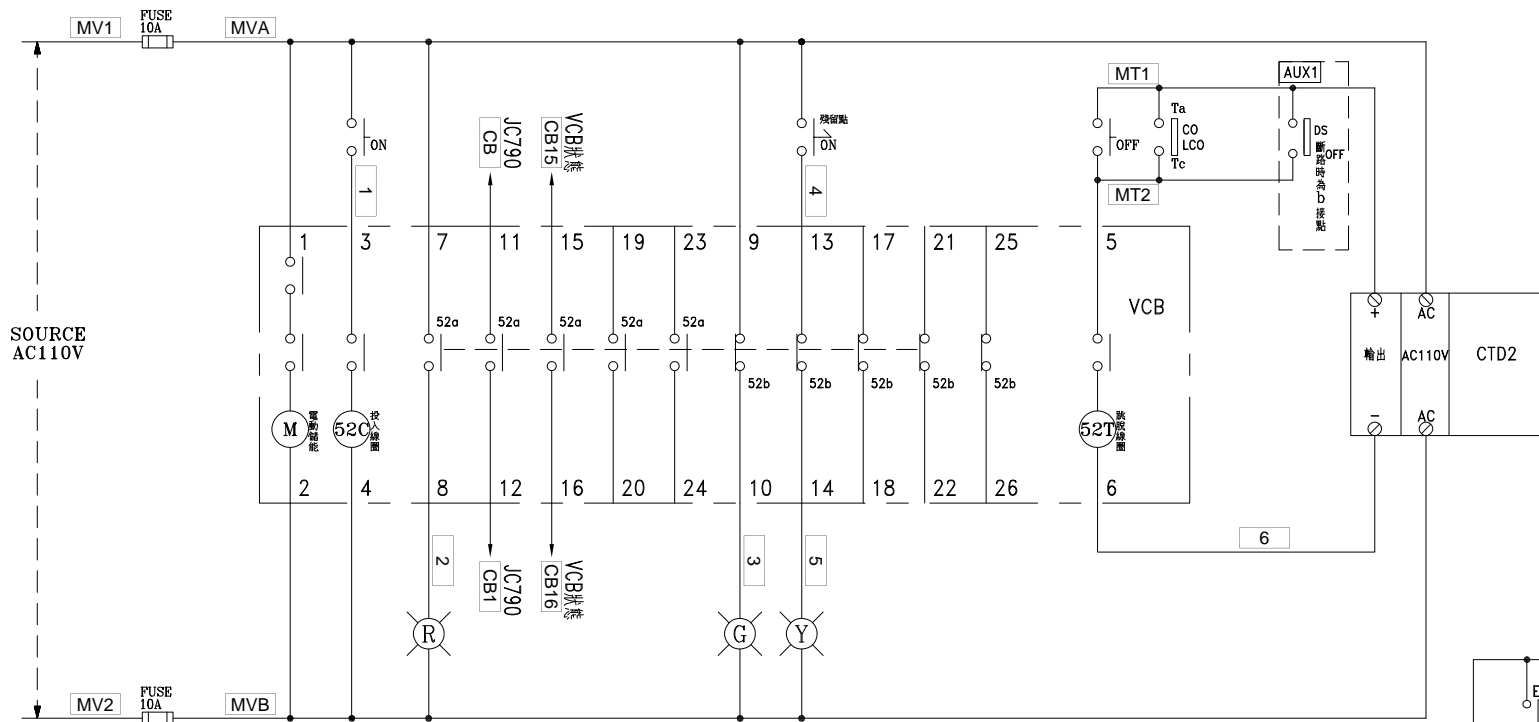 MV1
FUSE
10A
MVA
ON
1
JC790
CB
VCB狀態
CB15
殘留點
ON
4
MT1
Ta
OFF
CO
LCO
Tc
MT2
AUX1
DS
OFF
斷路時為b接點
1
3
7
11
15
19
23
9
13
17
21
25
5
VCB
SOURCE
AC110V
52a
52a
52a
52a
52a
52b
52b
52b
52b
52b
+
AC
輸出
AC110V
CTD2
−
AC
M
電動儲能
52C
投入線圈
52T
跳脫線圈
2
4
8
12
16
20
24
10
14
18
22
26
6
2
JC790
CB1
VCB狀態
CB16
3
5
6
R
G
Y
MV2
FUSE
10A
MVB
E